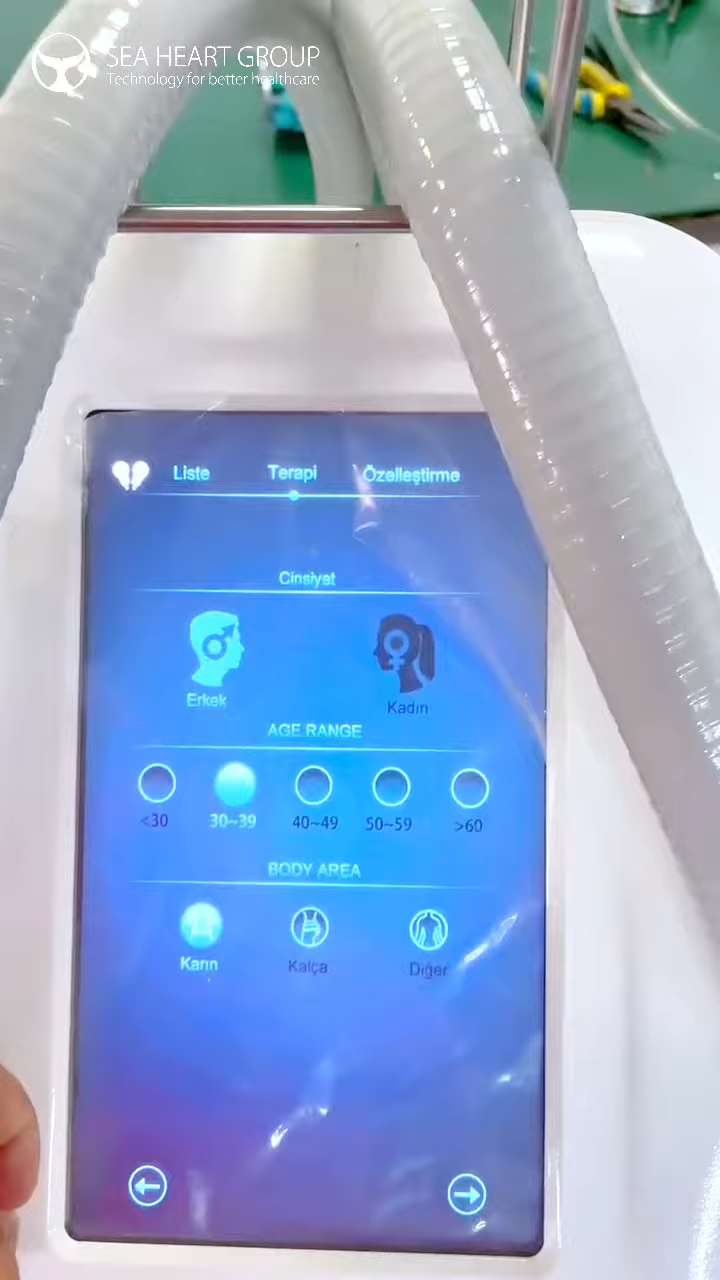 SEA HEART GROUP
Technology for better healthcare
Liste Terapi Özelleştirme
Cinsiyet
Erkek Kadın
AGE RANGE
<30 30~39 40~49 50~59 >60
BODY AREA
Karın Kalça Diğer